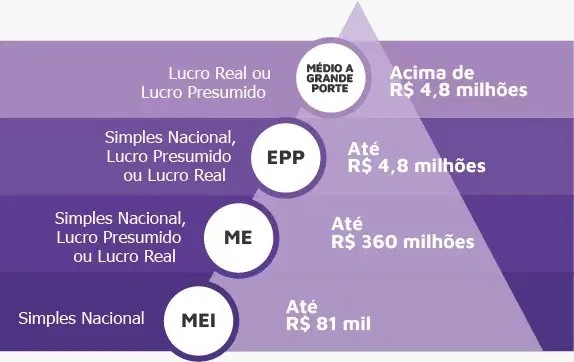 Lucro Real ou
Lucro Presumido
MÉDIO A
GRANDE
PORTE
Acima de
R$ 4,8 milhões
Simples Nacional,
Lucro Presumido
ou Lucro Real
EPP
Até
R$ 4,8 milhões
Simples Nacional,
Lucro Presumido
ou Lucro Real
ME
Até
R$ 360 milhões
Simples Nacional
MEI
Até
R$ 81 mil